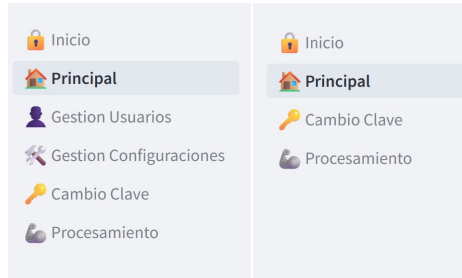 Inicio
Principal
Gestion Usuarios
Gestion Configuraciones
Cambio Clave
Procesamiento
Inicio
Principal
Cambio Clave
Procesamiento